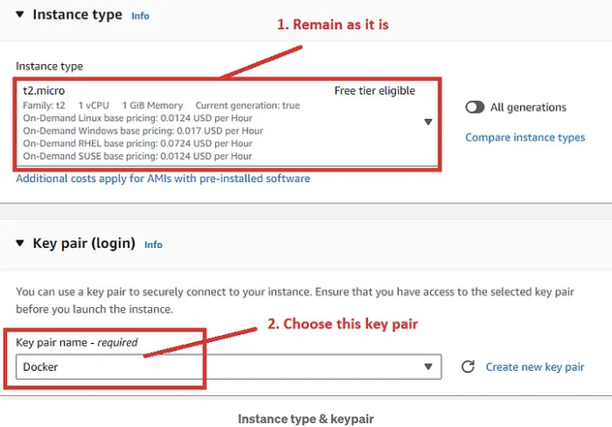 Instance type Info
1. Remain as it is
Instance type
t2.micro Free tier eligible
Family: t2 1 vCPU 1 GiB Memory Current generation: true
On-Demand Linux base pricing: 0.0124 USD per Hour
On-Demand Windows base pricing: 0.017 USD per Hour
On-Demand RHEL base pricing: 0.0724 USD per Hour
On-Demand SUSE base pricing: 0.0124 USD per Hour
All generations
Compare instance types
Additional costs apply for AMIs with pre-installed software
Key pair (login) Info
You can use a key pair to securely connect to your instance. Ensure that you have access to the selected key pair
before you launch the instance.
2. Choose this key pair
Key pair name - required
Docker
Create new key pair
Instance type & keypair